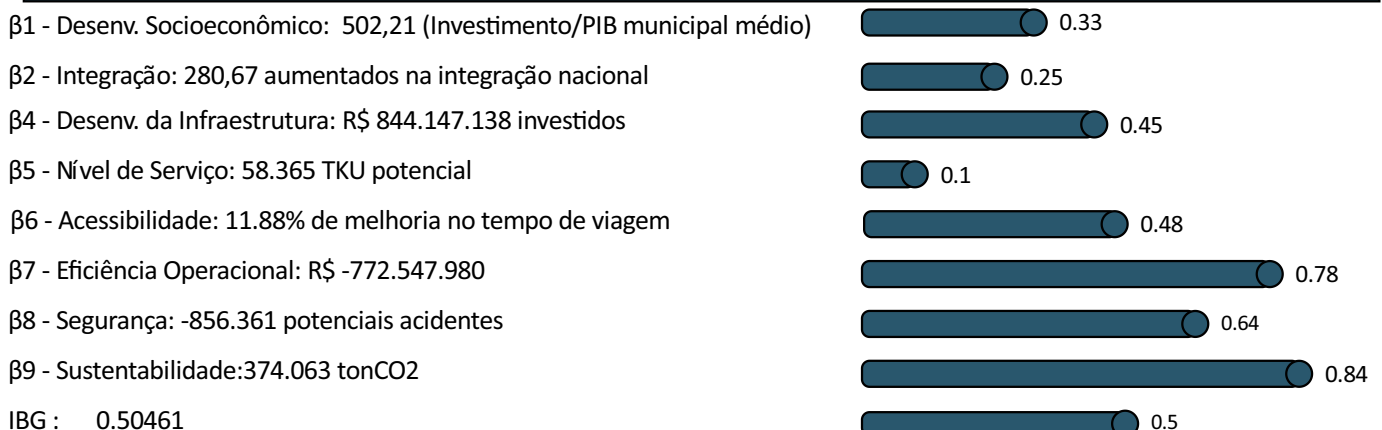 β1 - Desenv. Socioeconômico: 502,21 (Investimento/PIB municipal médio) 0.33
β2 - Integração: 280,67 aumentados na integração nacional 0.25
β4 - Desenv. da Infraestrutura: R$ 844.147.138 investidos 0.45
β5 - Nível de Serviço: 58.365 TKU potencial 0.1
β6 - Acessibilidade: 11.88% de melhoria no tempo de viagem 0.48
β7 - Eficiência Operacional: R$ -772.547.980 0.78
β8 - Segurança: -856.361 potenciais acidentes 0.64
β9 - Sustentabilidade:374.063 tonCO2 0.84
IBG : 0.50461 0.5